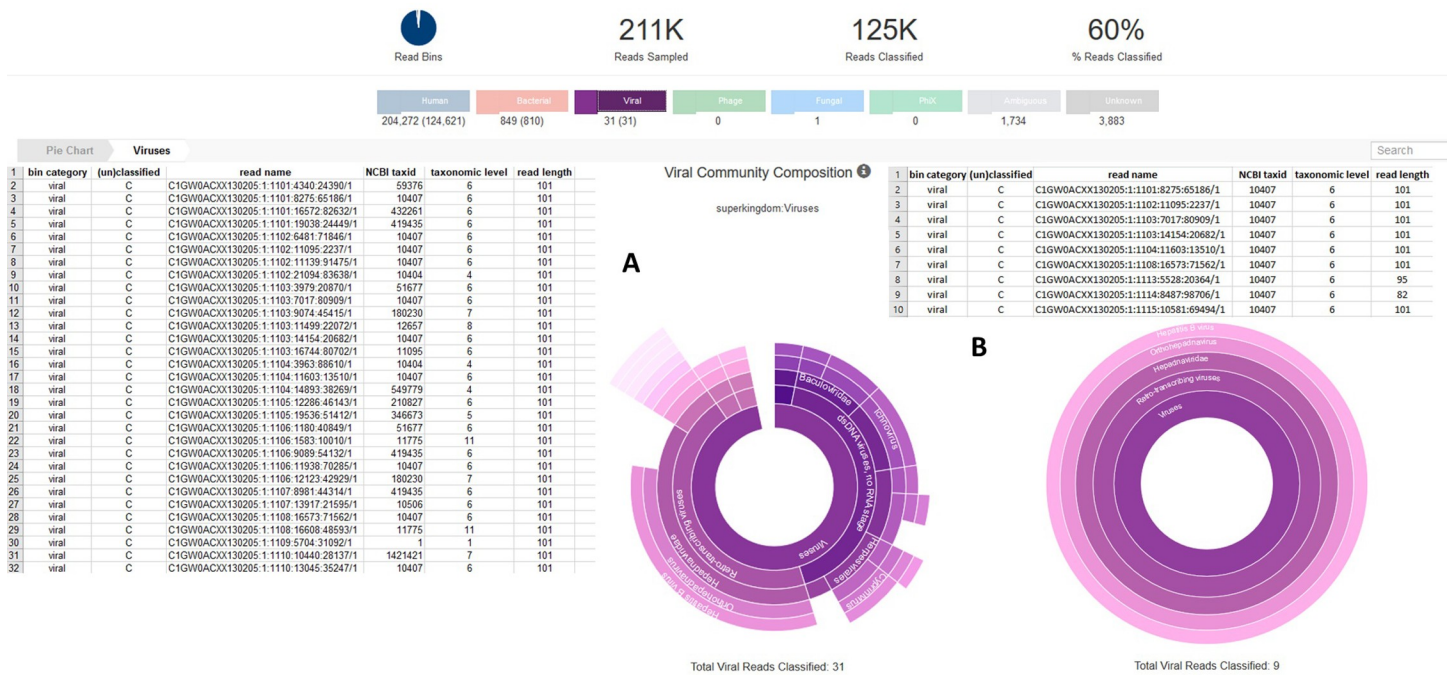 211K
125K
60%
Read Bins
Reads Sampled
Reads Classified
% Reads Classified
Human
Bacterial
Viral
Phage
Fungal
PhiX
Ambiguous
Unknown
204,272 (124,621)
849 (810)
31 (31)
0
1
0
1,734
3,883
Pie Chart
Viruses
Search
1 bin category (un)classified read name NCBI taxid taxonomic level read length
2 viral C C1GW0ACXX130205:1:1101:4340:24390/1 59376 6 101
3 viral C C1GW0ACXX130205:1:1101:8275:65186/1 10407 6 101
4 viral C C1GW0ACXX130205:1:1101:16572:82632/1 432261 6 101
5 viral C C1GW0ACXX130205:1:1101:19038:24449/1 419435 6 101
6 viral C C1GW0ACXX130205:1:1102:6481:71846/1 10407 6 101
7 viral C C1GW0ACXX130205:1:1102:11095:2237/1 10407 6 101
8 viral C C1GW0ACXX130205:1:1102:11139:91475/1 10407 6 101
9 viral C C1GW0ACXX130205:1:1102:21094:83638/1 10404 4 101
10 viral C C1GW0ACXX130205:1:1103:3979:20870/1 51677 6 101
11 viral C C1GW0ACXX130205:1:1103:7017:80909/1 10407 6 101
12 viral C C1GW0ACXX130205:1:1103:9074:45415/1 180230 7 101
13 viral C C1GW0ACXX130205:1:1103:11499:22072/1 12657 8 101
14 viral C C1GW0ACXX130205:1:1103:14154:20682/1 10407 6 101
15 viral C C1GW0ACXX130205:1:1103:16744:80702/1 11095 6 101
16 viral C C1GW0ACXX130205:1:1104:3963:88610/1 10404 4 101
17 viral C C1GW0ACXX130205:1:1104:11603:13510/1 10407 6 101
18 viral C C1GW0ACXX130205:1:1104:14893:38269/1 549779 4 101
19 viral C C1GW0ACXX130205:1:1105:12286:46143/1 210827 6 101
20 viral C C1GW0ACXX130205:1:1105:19536:51412/1 346673 5 101
21 viral C C1GW0ACXX130205:1:1106:1180:40849/1 51677 6 101
22 viral C C1GW0ACXX130205:1:1106:1583:10010/1 11775 11 101
23 viral C C1GW0ACXX130205:1:1106:9089:54132/1 419435 6 101
24 viral C C1GW0ACXX130205:1:1106:11938:70285/1 10407 6 101
25 viral C C1GW0ACXX130205:1:1106:12123:42929/1 180230 7 101
26 viral C C1GW0ACXX130205:1:1107:8981:44314/1 419435 6 101
27 viral C C1GW0ACXX130205:1:1107:13917:21595/1 10506 6 101
28 viral C C1GW0ACXX130205:1:1108:16573:71562/1 10407 6 101
29 viral C C1GW0ACXX130205:1:1108:16608:48593/1 11775 11 101
30 viral C C1GW0ACXX130205:1:1109:5704:31092/1 1 1 101
31 viral C C1GW0ACXX130205:1:1110:10440:28137/1 1421421 7 101
32 viral C C1GW0ACXX130205:1:1110:13045:35247/1 10407 6 101
Viral Community Composition
superkingdom:Viruses
A
Baculoviridae
Ichnovirus
dsDNA viruses, no RNA stage
Viruses
Herpesvirales
Cyprinivirus
Retro-transcribing viruses
Hepadnaviridae
Orthohepadnavirus
Hepatitis B virus
Total Viral Reads Classified: 31
1 bin category (un)classified read name NCBI taxid taxonomic level read length
2 viral C C1GW0ACXX130205:1:1101:8275:65186/1 10407 6 101
3 viral C C1GW0ACXX130205:1:1102:11095:2237/1 10407 6 101
4 viral C C1GW0ACXX130205:1:1103:7017:80909/1 10407 6 101
5 viral C C1GW0ACXX130205:1:1103:14154:20682/1 10407 6 101
6 viral C C1GW0ACXX130205:1:1104:11603:13510/1 10407 6 101
7 viral C C1GW0ACXX130205:1:1108:16573:71562/1 10407 6 101
8 viral C C1GW0ACXX130205:1:1113:5528:20364/1 10407 6 95
9 viral C C1GW0ACXX130205:1:1114:8487:98706/1 10407 6 82
10 viral C C1GW0ACXX130205:1:1115:10581:69494/1 10407 6 101
B
Hepatitis B virus
Orthohepadnavirus
Hepadnaviridae
Retro-transcribing viruses
Viruses
Total Viral Reads Classified: 9